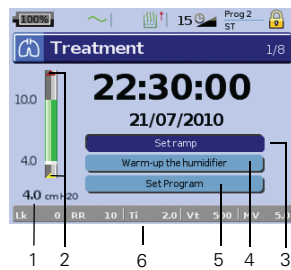 100% 15 Prog 2
ST
Treatment 1/8
10.0
22:30:00
21/07/2010
Set ramp
4.0 Warm-up the humidifier
Set Program
4.0 cmH20
Lk 0 RR 10 Ti 2.0 Vt 500 MV 5.0
1 2 6 5 4 3